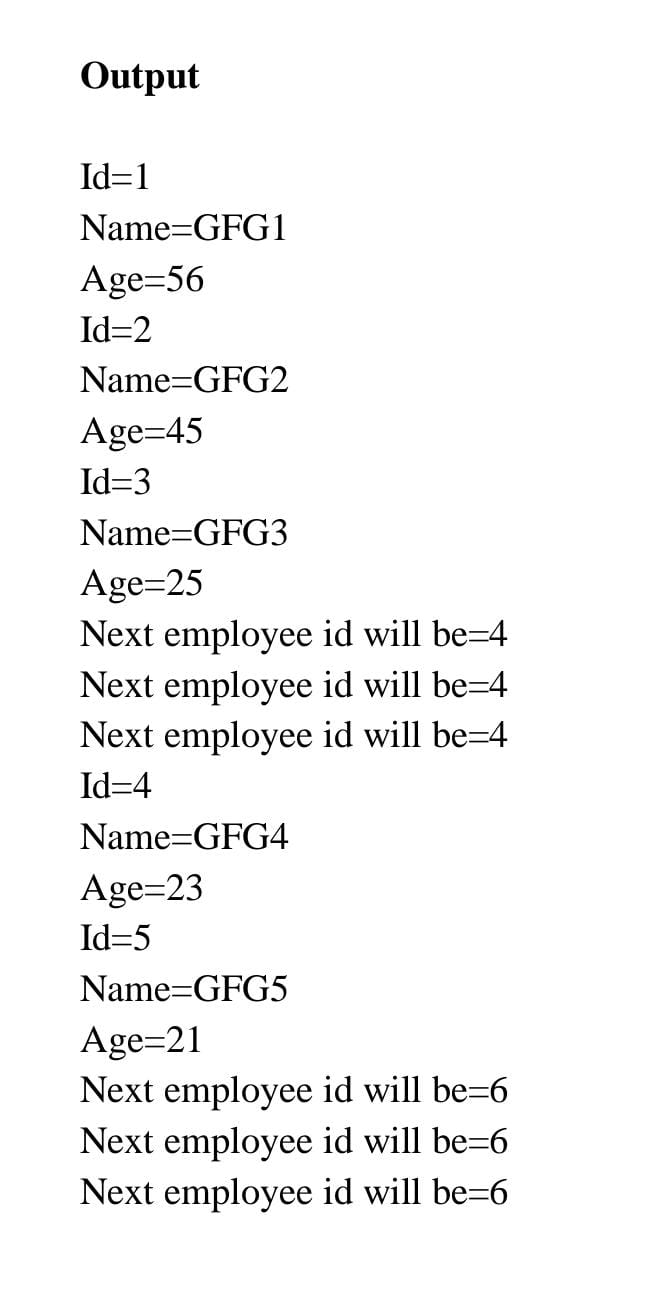 Output
Id=1
Name=GFG1
Age=56
Id=2
Name=GFG2
Age=45
Id=3
Name=GFG3
Age=25
Next employee id will be=4
Next employee id will be=4
Next employee id will be=4
Id=4
Name=GFG4
Age=23
Id=5
Name=GFG5
Age=21
Next employee id will be=6
Next employee id will be=6
Next employee id will be=6